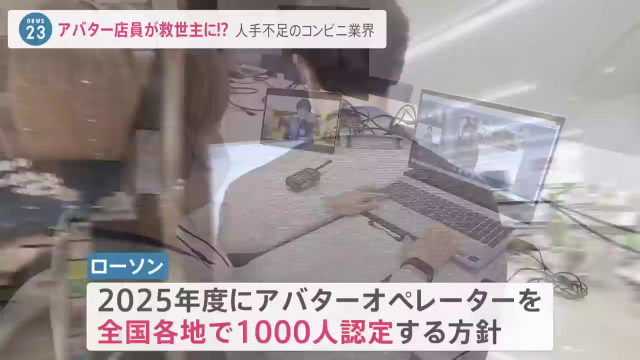 news
23
アバター店員が救世主に!? 人手不足のコンビニ業界
ローソン
2025年度にアバターオペレーターを
全国各地で1000人認定する方針